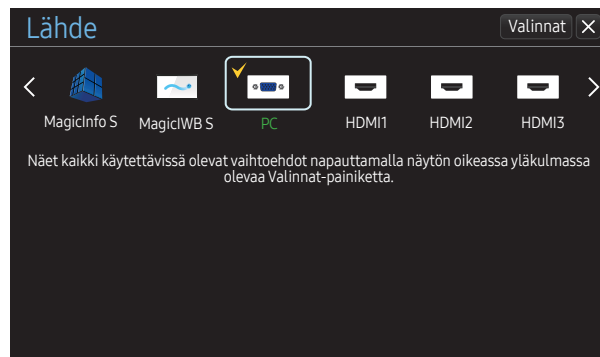 Lähde
Valinnat
MagicInfo S
MagicIWB S
PC
HDMI1
HDMI2
HDMI3
Näet kaikki käytettävissä olevat vaihtoehdot napauttamalla näytön oikeassa yläkulmassa
olevaa Valinnat-painiketta.